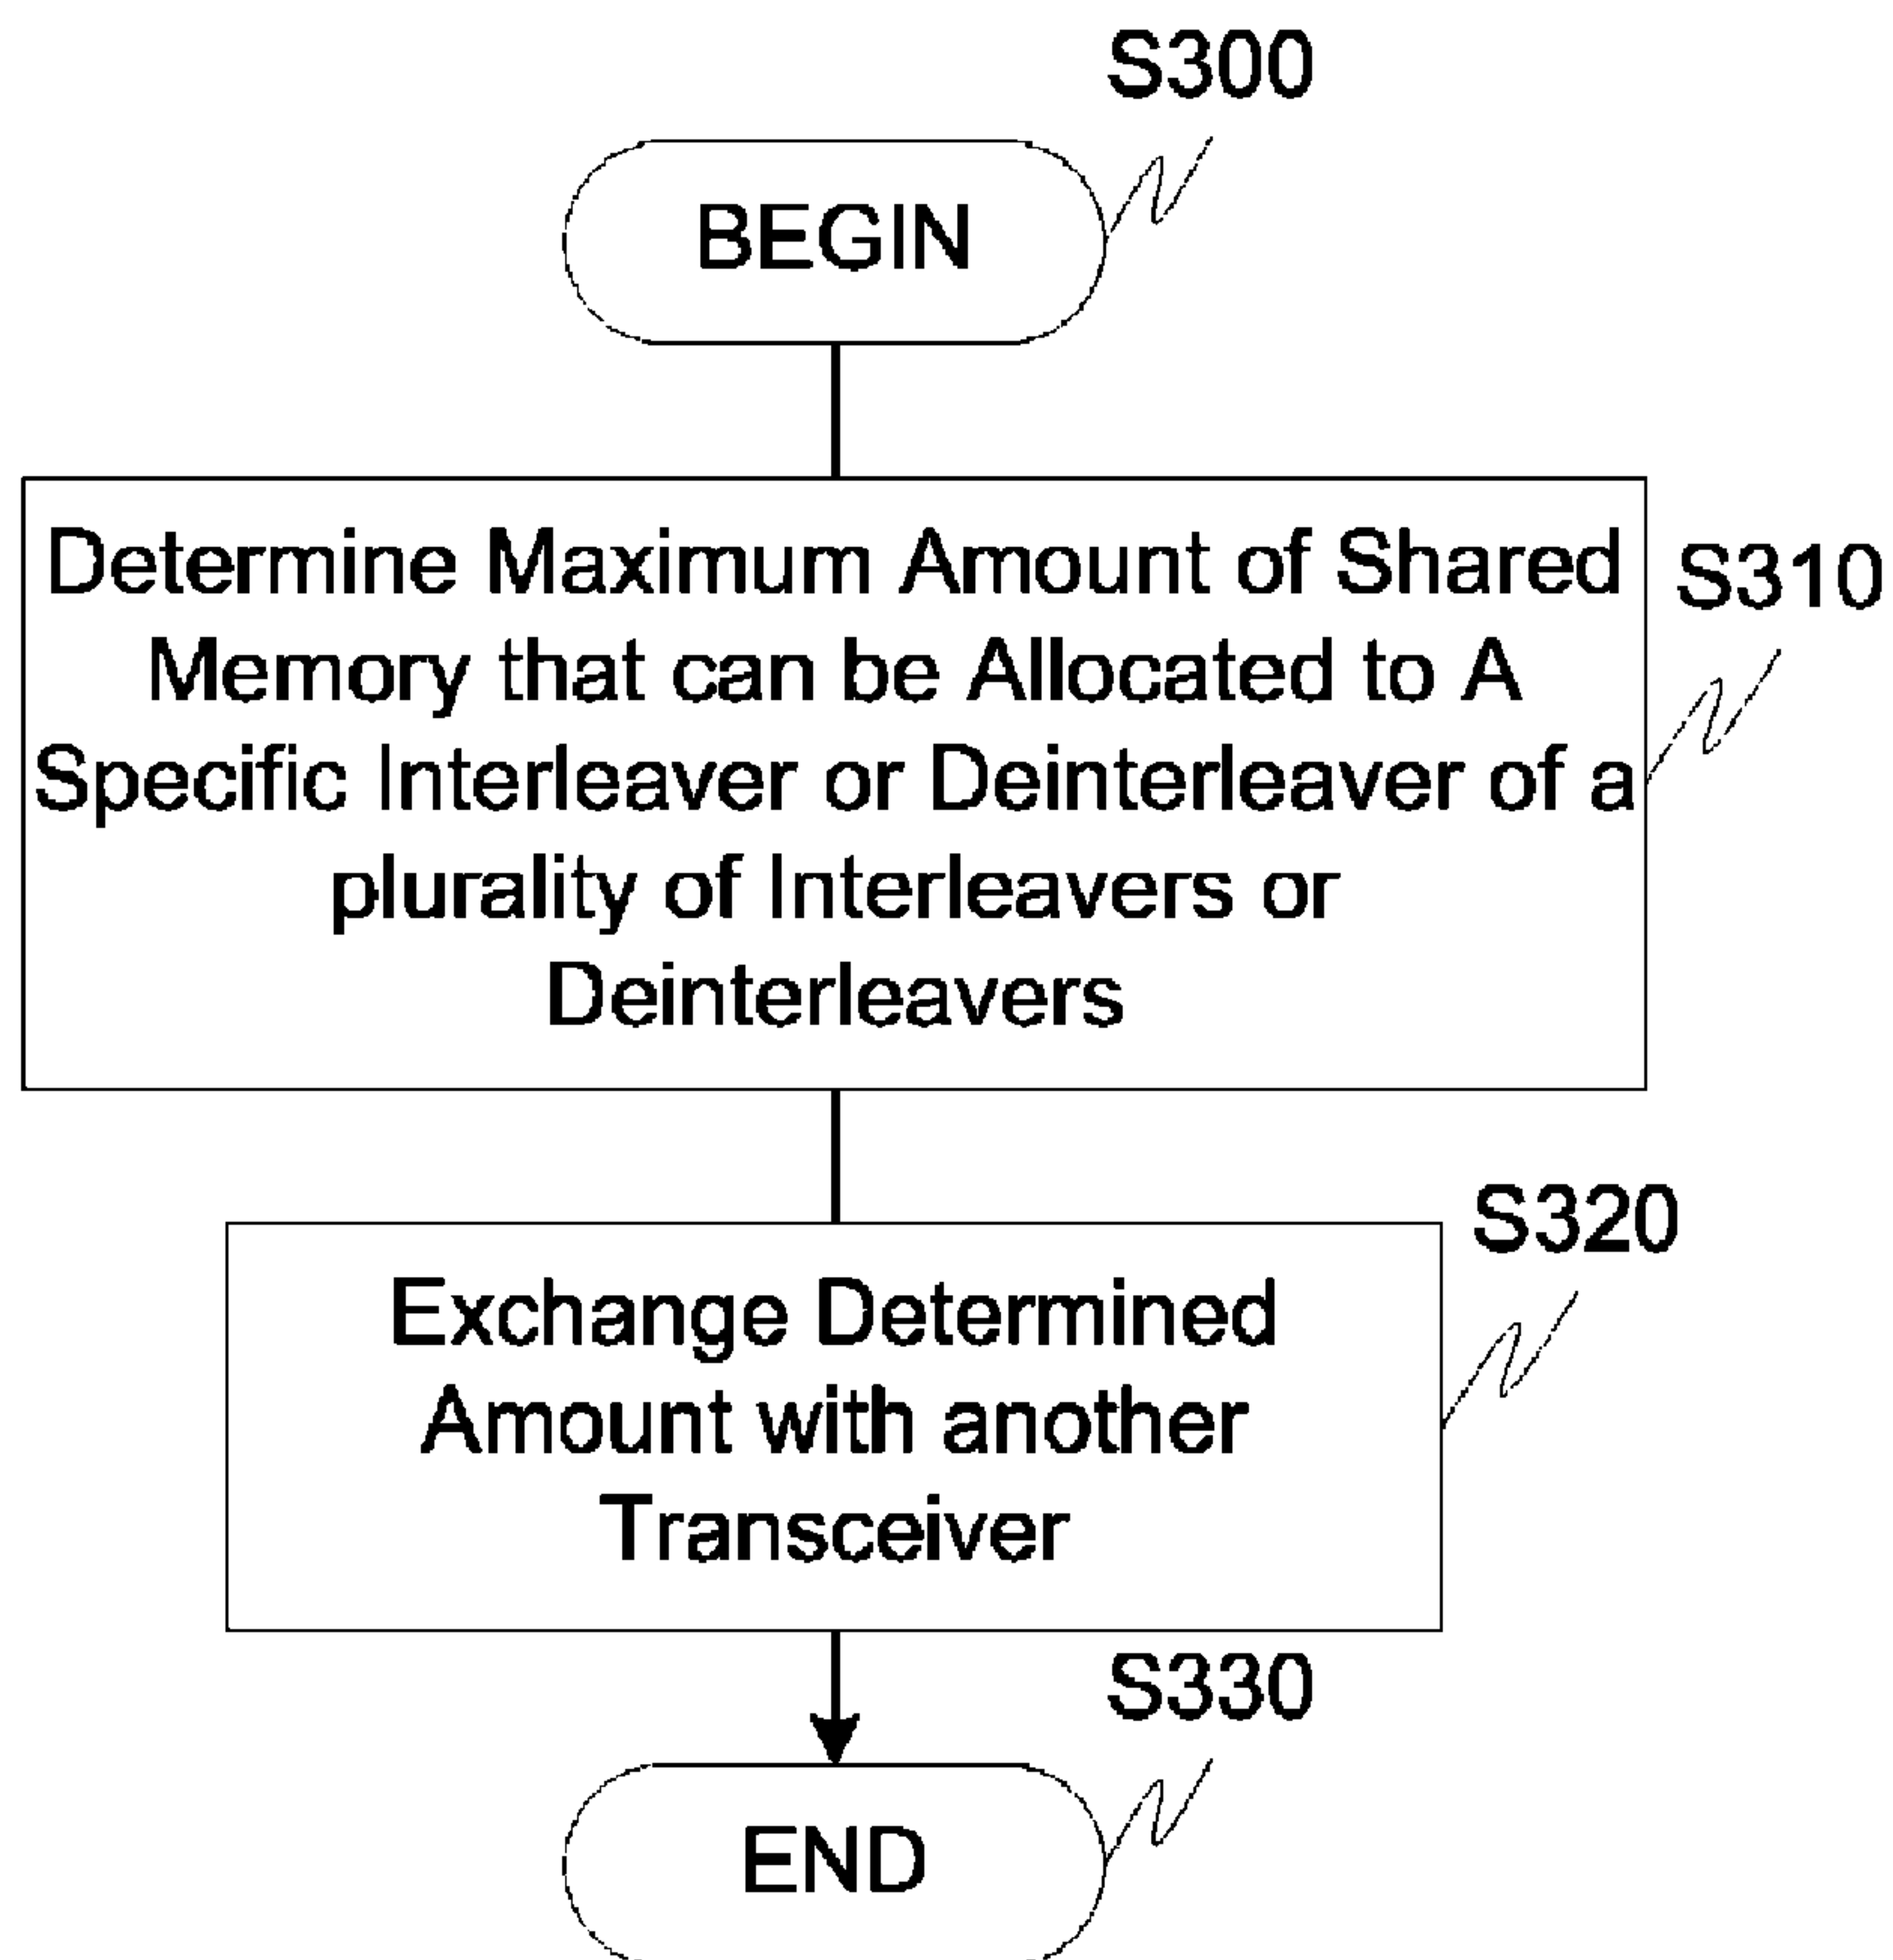 S300
BEGIN
Determine Maximum Amount of Shared
Memory that can be Allocated to A
Specific Interleaver or Deinterleaver of a
plurality of Interleavers or
Deinterleavers
S310
Exchange Determined
Amount with another
Transceiver
S320
S330
END